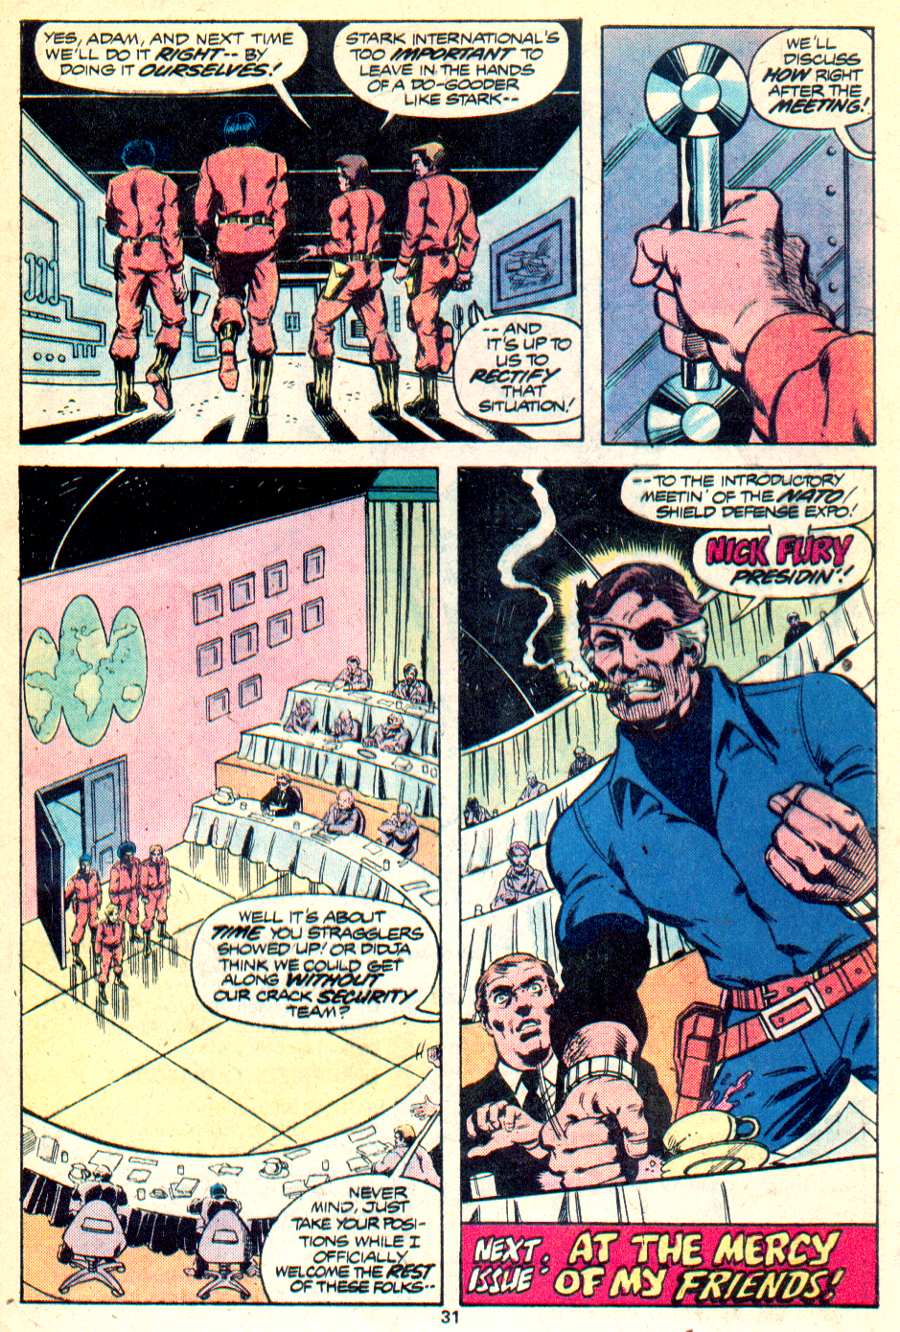 YES, ADAM, AND NEXT TIME
WE'LL DO IT RIGHT-- BY
DOING IT OURSELVES!
STARK INTERNATIONAL'S
TOO IMPORTANT TO
LEAVE IN THE HANDS
OF A DO-GOODER
LIKE STARK--
--AND
IT'S UP TO
US TO
RECTIFY
THAT
SITUATION!
WE'LL
DISCUSS
HOW RIGHT
AFTER THE
MEETING!
WELL IT'S ABOUT
TIME YOU STRAGGLERS
SHOWED UP! OR DIDJA
THINK WE COULD GET
ALONG WITHOUT
OUR CRACK SECURITY
TEAM?
NEVER
MIND, JUST
TAKE YOUR POSI-
TIONS WHILE I
OFFICIALLY
WELCOME THE REST
OF THESE FOLKS--
--TO THE INTRODUCTORY
MEETIN' OF THE NATO/
SHIELD DEFENSE EXPO!
NICK FURY
PRESIDIN'!
NEXT ISSUE: AT THE MERCY
OF MY FRIENDS!
31